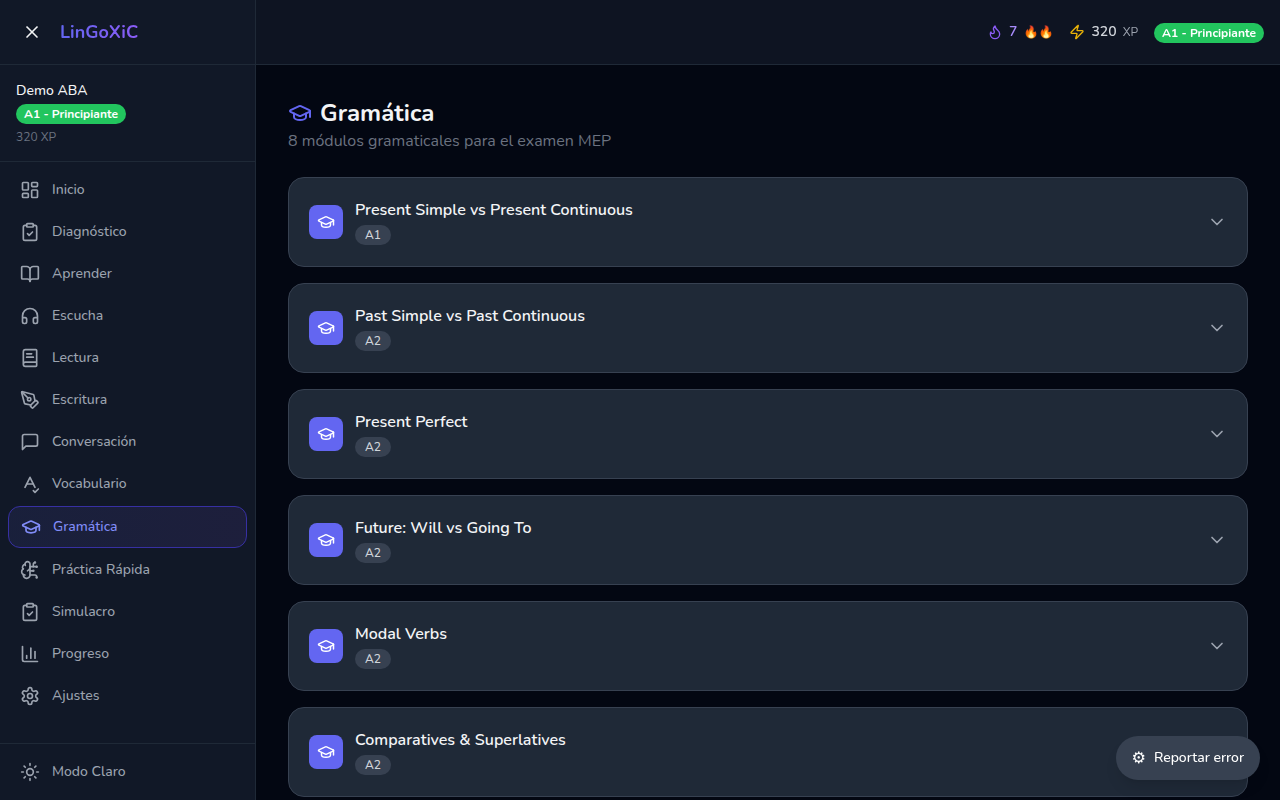 LinGoXiC
7 🔥🔥 320 XP A1 - Principiante
Demo ABA
A1 - Principiante
320 XP
Inicio
Diagnóstico
Aprender
Escucha
Lectura
Escritura
Conversación
Vocabulario
Gramática
Práctica Rápida
Simulacro
Progreso
Ajustes
Modo Claro
Gramática
8 módulos gramaticales para el examen MEP
Present Simple vs Present Continuous
A1
Past Simple vs Past Continuous
A2
Present Perfect
A2
Future: Will vs Going To
A2
Modal Verbs
A2
Comparatives & Superlatives
A2
Reportar error